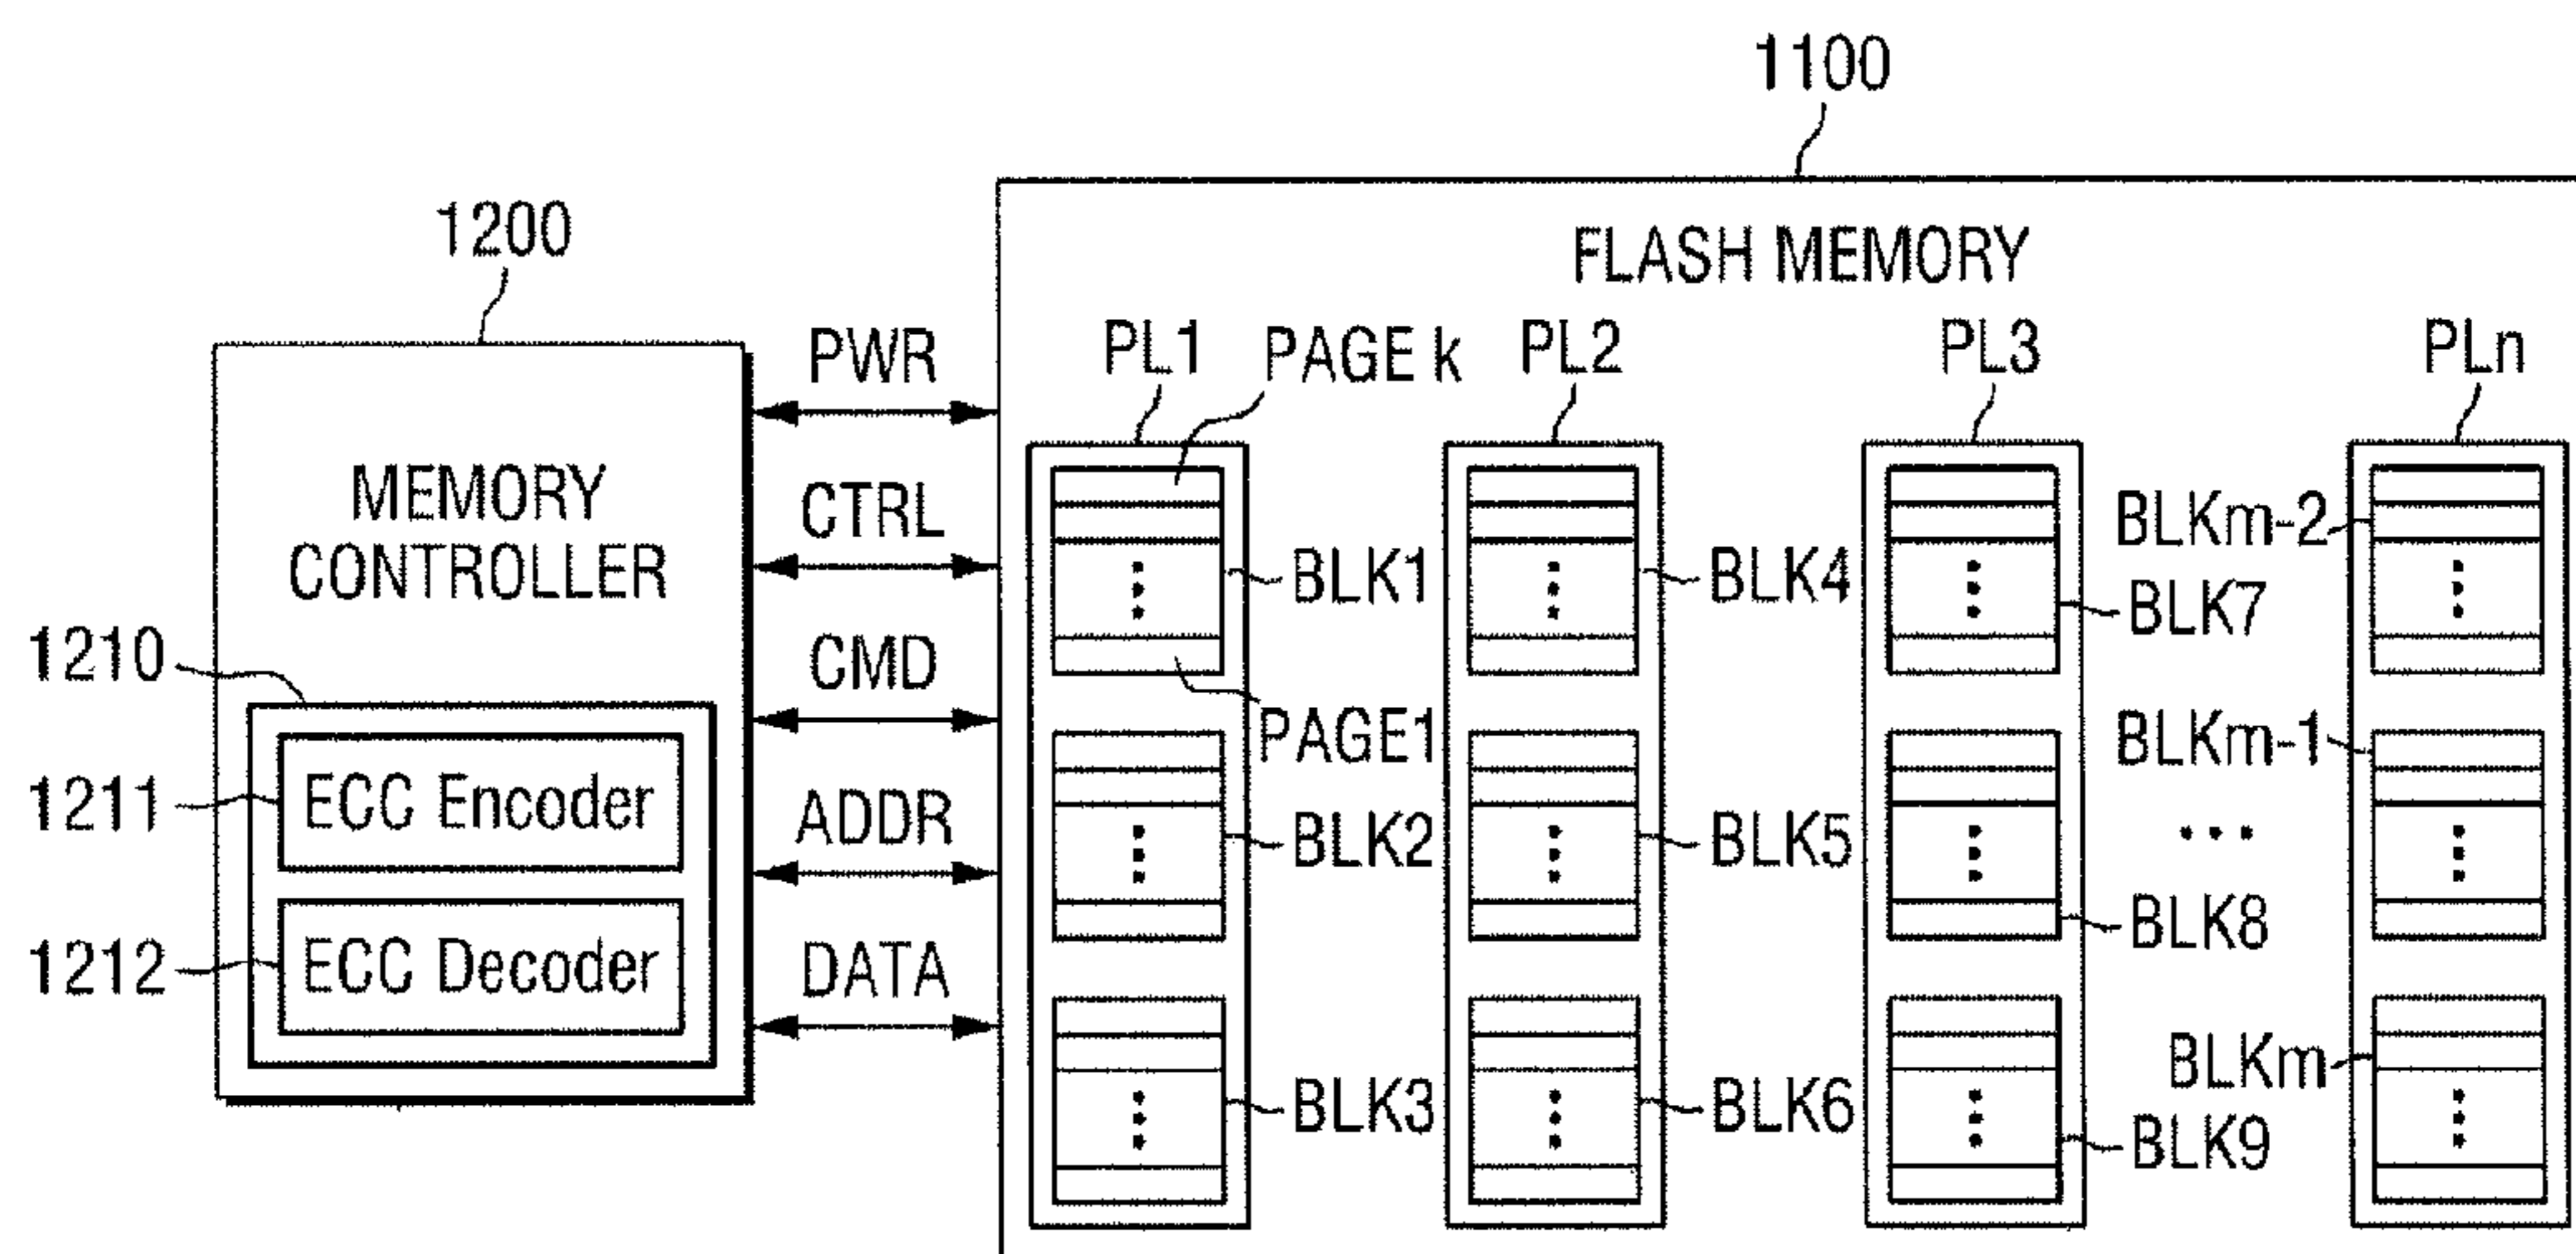 1100
1200
FLASH MEMORY
PWR
PL1
PAGE k
PL2
PL3
PLn
MEMORY
CONTROLLER
CTRL
BLKm-2
BLK1
BLK4
BLK7
1210
CMD
PAGE1
BLKm-1
1211
ECC Encoder
ADDR
BLK2
BLK5
...
BLK8
1212
ECC Decoder
DATA
BLKm
BLK3
BLK6
BLK9